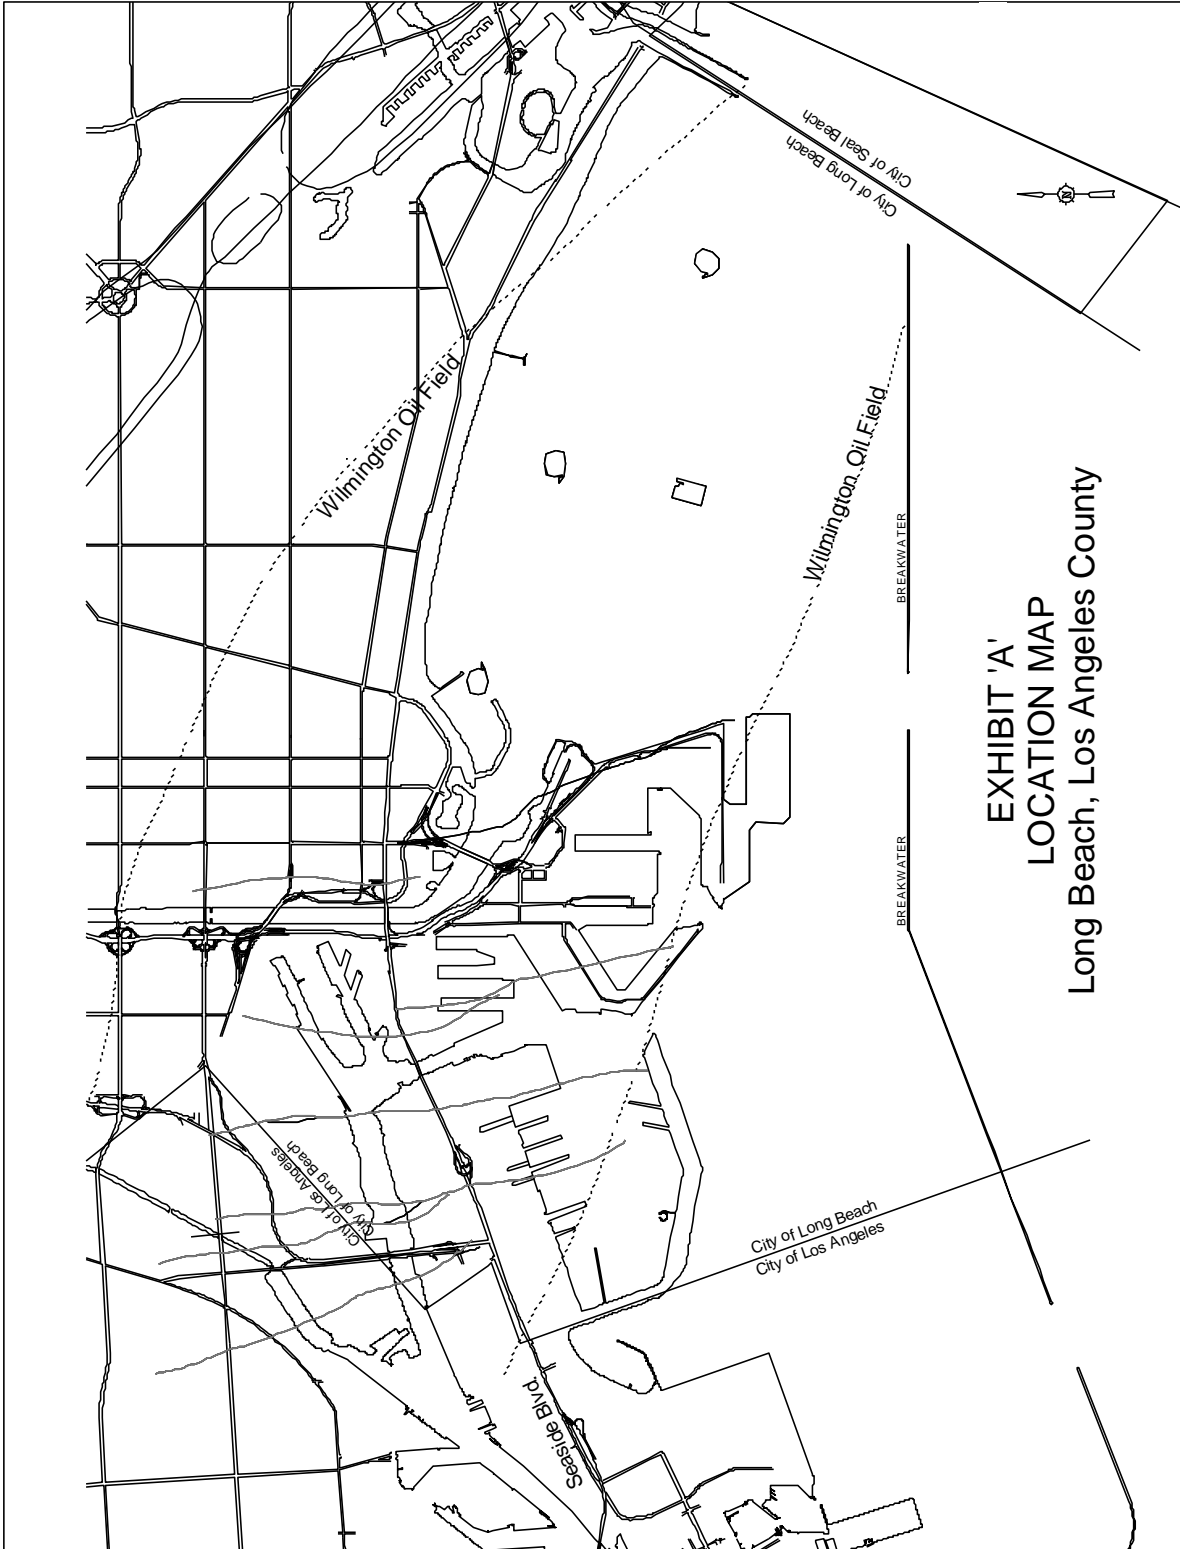 EXHIBIT 'A'
LOCATION MAP
Long Beach, Los Angeles County
City of Seal Beach
City of Long Beach
N
Wilmington Oil Field
Wilmington Oil Field
BREAKWATER
BREAKWATER
City of Los Angeles
City of Long Beach
City of Long Beach
City of Los Angeles
Seaside Blvd.